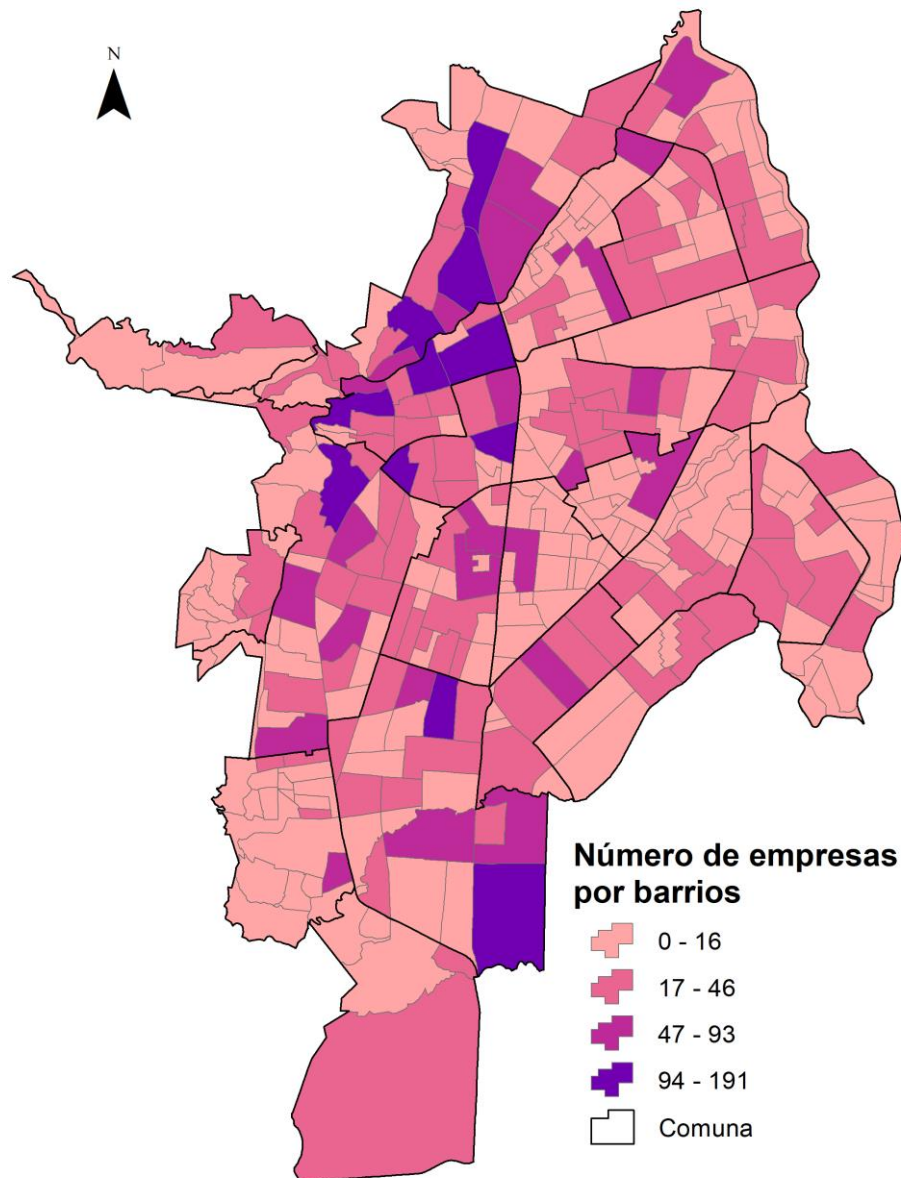 N
Número de empresas
por barrios
0 - 16
17 - 46
47 - 93
94 - 191
Comuna